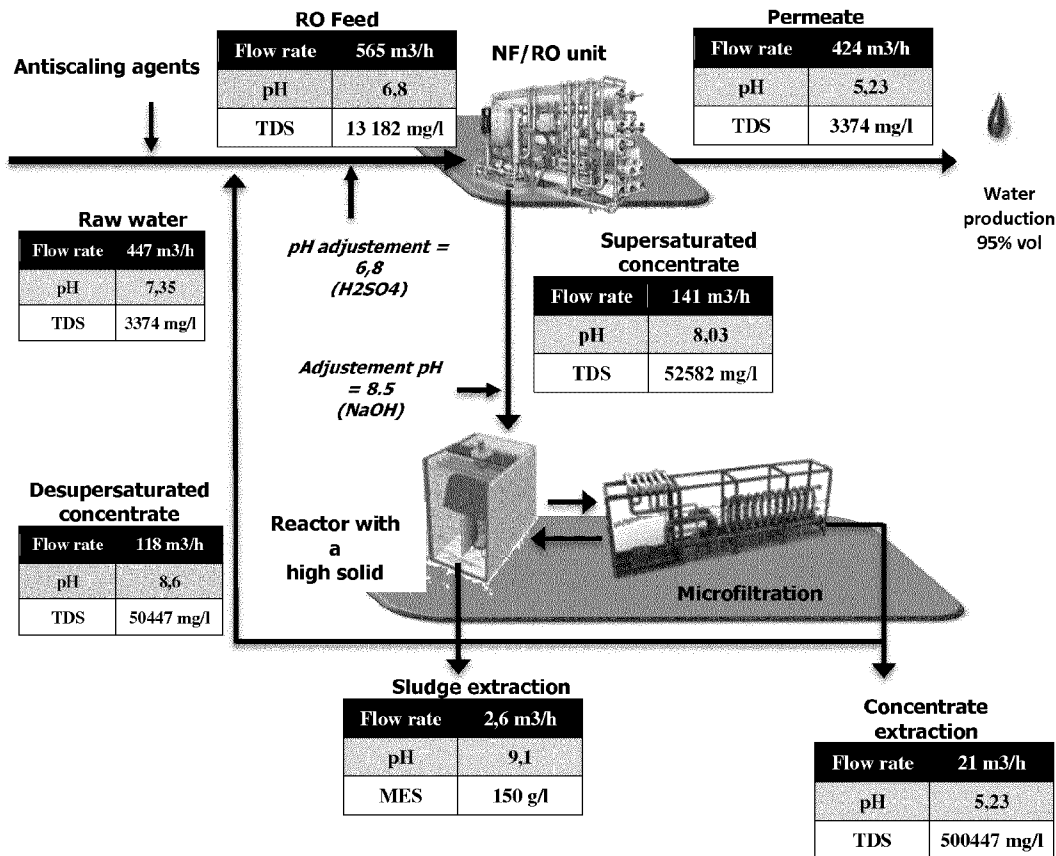 RO Feed
Flow rate 565 m3/h
pH 6,8
TDS 13 182 mg/l
Permeate
Flow rate 424 m3/h
pH 5,23
TDS 3374 mg/l
NF/RO unit
Antiscaling agents
Water
production
95% vol
Raw water
Flow rate 447 m3/h
pH 7,35
TDS 3374 mg/l
pH adjustement =
6,8
(H2SO4)
Supersaturated
concentrate
Flow rate 141 m3/h
pH 8,03
TDS 52582 mg/l
Adjustement pH
= 8.5
(NaOH)
Desupersaturated
concentrate
Flow rate 118 m3/h
pH 8,6
TDS 50447 mg/l
Reactor with
a
high solid
Microfiltration
Sludge extraction
Flow rate 2,6 m3/h
pH 9,1
MES 150 g/l
Concentrate
extraction
Flow rate 21 m3/h
pH 5,23
TDS 500447 mg/l